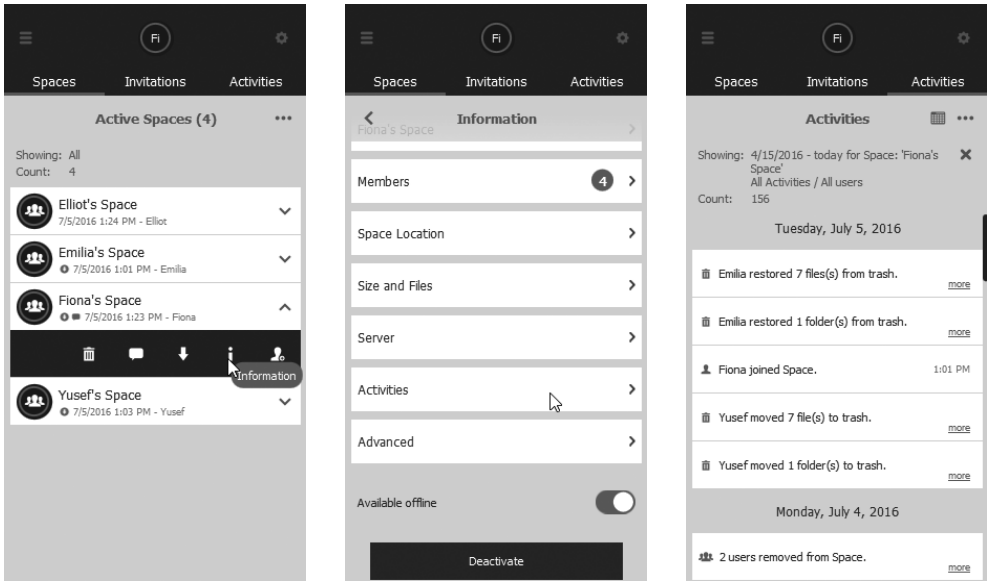 Fi
Spaces Invitations Activities
Active Spaces (4)
Showing: All
Count: 4
Elliot's Space
7/5/2016 1:24 PM - Elliot
Emilia's Space
7/5/2016 1:01 PM - Emilia
Fiona's Space
7/5/2016 1:23 PM - Fiona
Information
Yusef's Space
7/5/2016 1:03 PM - Yusef
Fi
Spaces Invitations Activities
Information
Fiona's Space
Members 4
Space Location
Size and Files
Server
Activities
Advanced
Available offline
Deactivate
Fi
Spaces Invitations Activities
Activities
Showing: 4/15/2016 - today for Space: 'Fiona's
Space'
All Activities / All users
Count: 156
Tuesday, July 5, 2016
Emilia restored 7 files(s) from trash.
more
Emilia restored 1 folder(s) from trash.
more
Fiona joined Space. 1:01 PM
Yusef moved 7 file(s) to trash.
more
Yusef moved 1 folder(s) to trash.
more
Monday, July 4, 2016
2 users removed from Space.
more